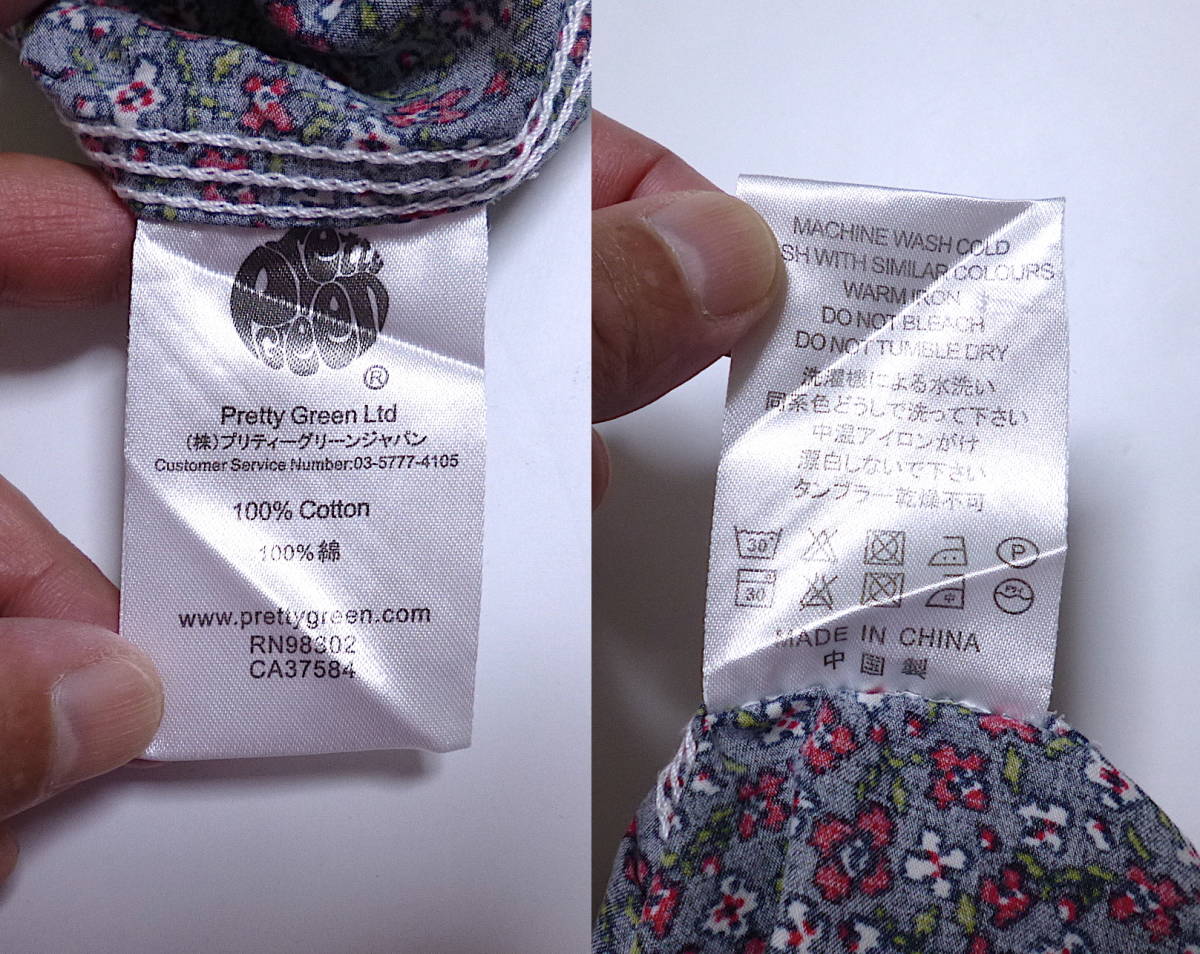 ®
Pretty Green Ltd
(株)プリティーグリーンジャパン
Customer Service Number:03-5777-4105
100% Cotton
100%綿
www.prettygreen.com
RN98302
CA37584
MACHINE WASH COLD
SH WITH SIMILAR COLOURS
WARM IRON
DO NOT BLEACH
DO NOT TUMBLE DRY
洗濯機による水洗い
同系色どうしで洗って下さい
中温アイロンがけ
漂白しないで下さい
タンブラー乾燥不可
30 P
30 中
MADE IN CHINA
中国製